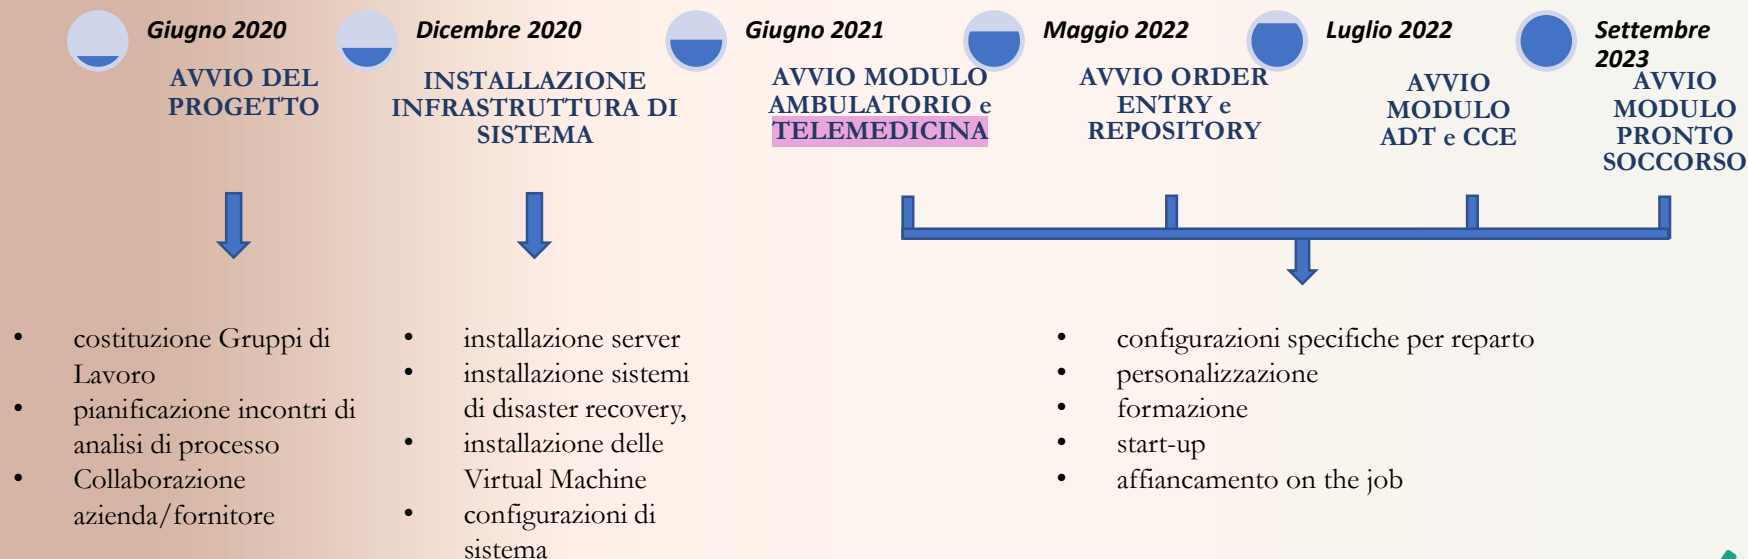 Giugno 2020
AVVIO DEL
PROGETTO
Dicembre 2020
INSTALLAZIONE
INFRASTRUTTURA DI
SISTEMA
Giugno 2021
AVVIO MODULO
AMBULATORIO e
TELEMEDICINA
Maggio 2022
AVVIO ORDER
ENTRY e
REPOSITORY
Luglio 2022
AVVIO
MODULO
ADT e CCE
Settembre
2023
AVVIO
MODULO
PRONTO
SOCCORSO
• costituzione Gruppi di
Lavoro
• pianificazione incontri di
analisi di processo
• Collaborazione
azienda/fornitore
• installazione server
• installazione sistemi
di disaster recovery,
• installazione delle
Virtual Machine
• configurazioni di
sistema
• configurazioni specifiche per reparto
• personalizzazione
• formazione
• start-up
• affiancamento on the job